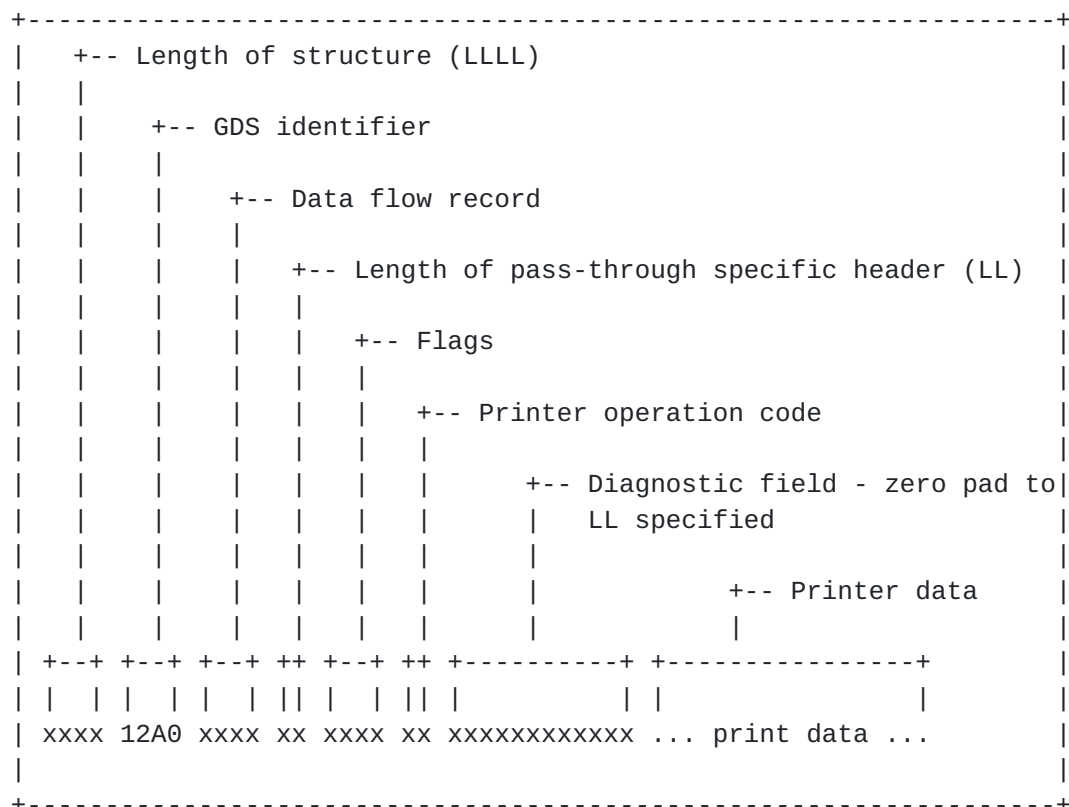 Length of structure (LLLL)
GDS identifier
Data flow record
Length of pass-through specific header (LL)
Flags
Printer operation code
Diagnostic field - zero pad to
LL specified
Printer data
xxxx 12A0 xxxx xx xxxx xx xxxxxxxxxxxx ... print data ...